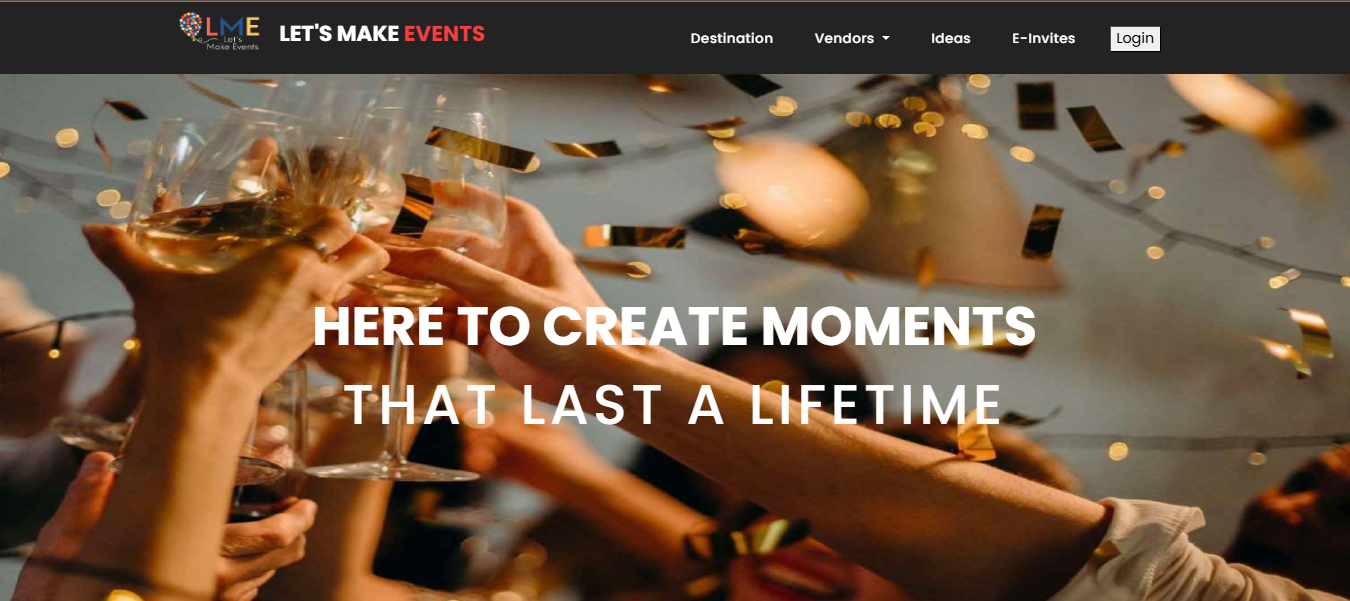 LME
Let's
Make Events
LET'S MAKE EVENTS
Destination
Vendors
Ideas
E-Invites
Login
HERE TO CREATE MOMENTS
THAT LAST A LIFETIME